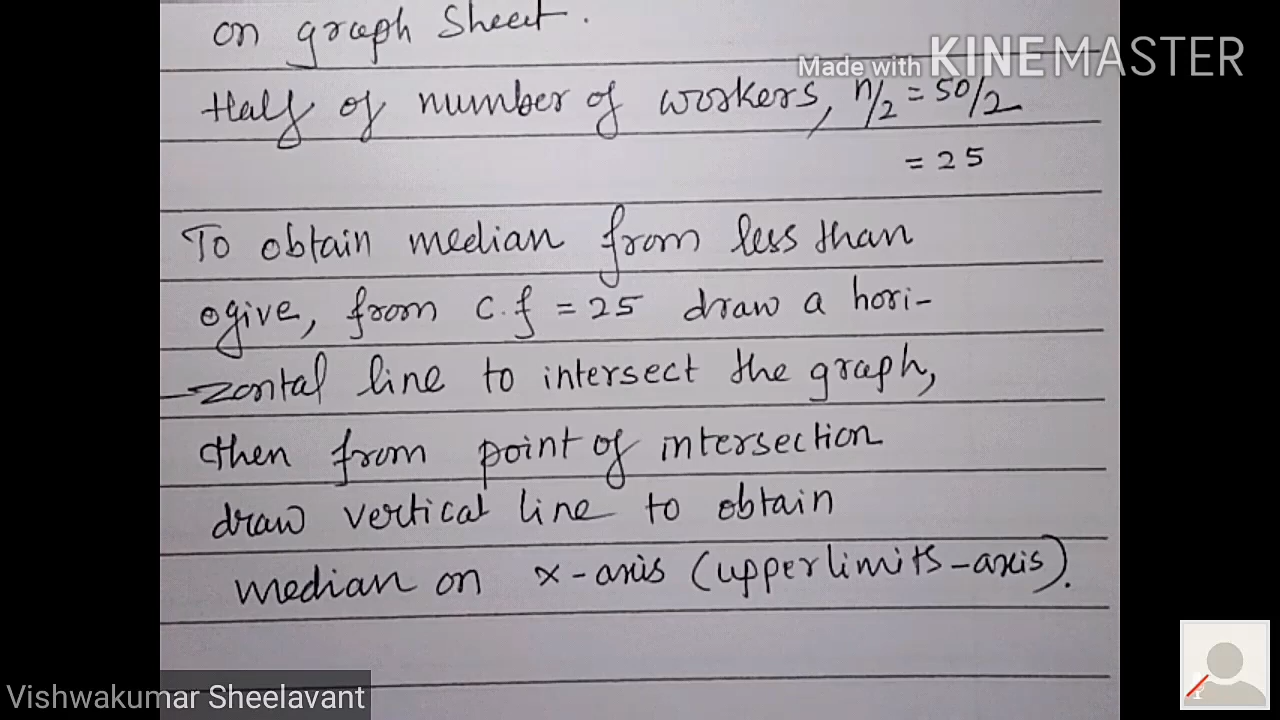 on graph Sheet.
Made with KINEMASTER
Half of number of workers, n/2 = 50/2
= 25
To obtain median from less than
ogive, from c.f = 25 draw a hori-
-zontal line to intersect the graph,
then from point of intersection
draw vertical line to obtain
median on x-axis (upperlimits-axis).
Vishwakumar Sheelavant